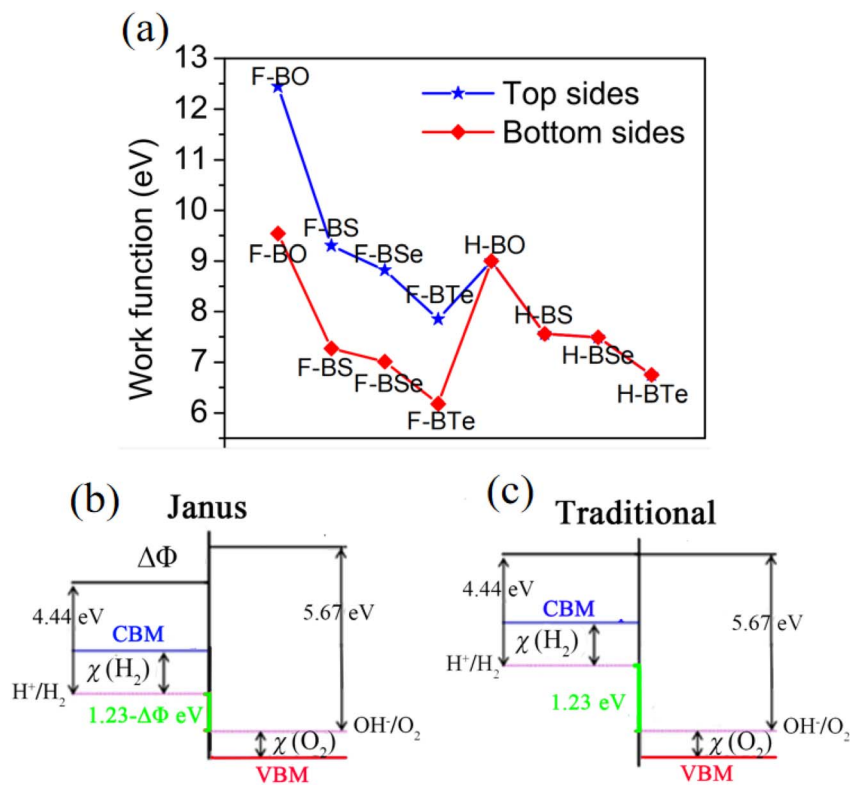 (a)
13
12
11
10
9
8
7
6
Work function (eV)
Top sides
Bottom sides
F-BO
F-BS
F-BSe
F-BTe
H-BO
F-BO
F-BS
F-BSe
F-BTe
H-BS
H-BSe
H-BTe
(b)
Janus
ΔΦ
4.44 eV
5.67 eV
CBM
χ(H₂)
H⁺/H₂
1.23-ΔΦ eV
OH⁻/O₂
χ(O₂)
VBM
(c)
Traditional
4.44 eV
5.67 eV
CBM
χ(H₂)
H⁺/H₂
1.23 eV
OH⁻/O₂
χ(O₂)
VBM